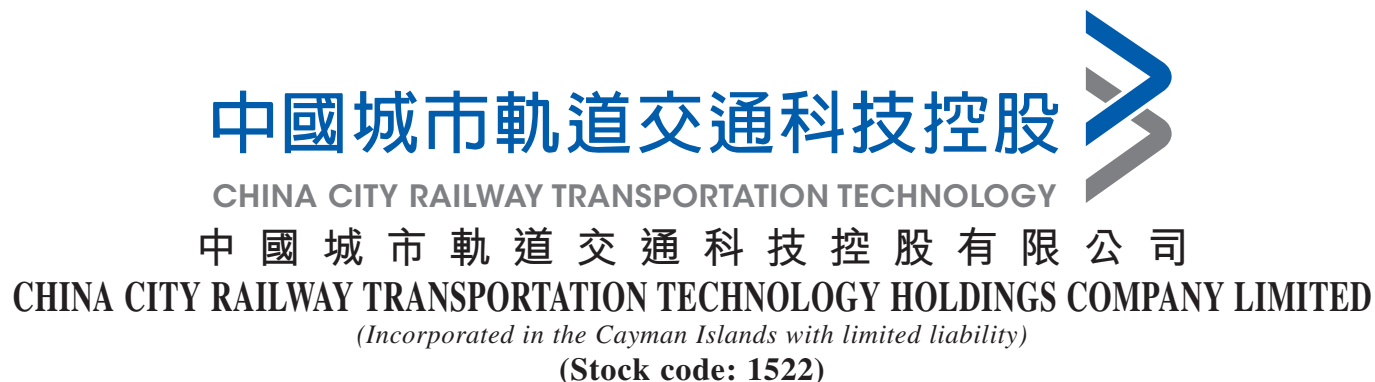 中國城市軌道交通科技控股
CHINA CITY RAILWAY TRANSPORTATION TECHNOLOGY
中國城市軌道交通科技控股有限公司
CHINA CITY RAILWAY TRANSPORTATION TECHNOLOGY HOLDINGS COMPANY LIMITED
(Incorporated in the Cayman Islands with limited liability)
(Stock code: 1522)